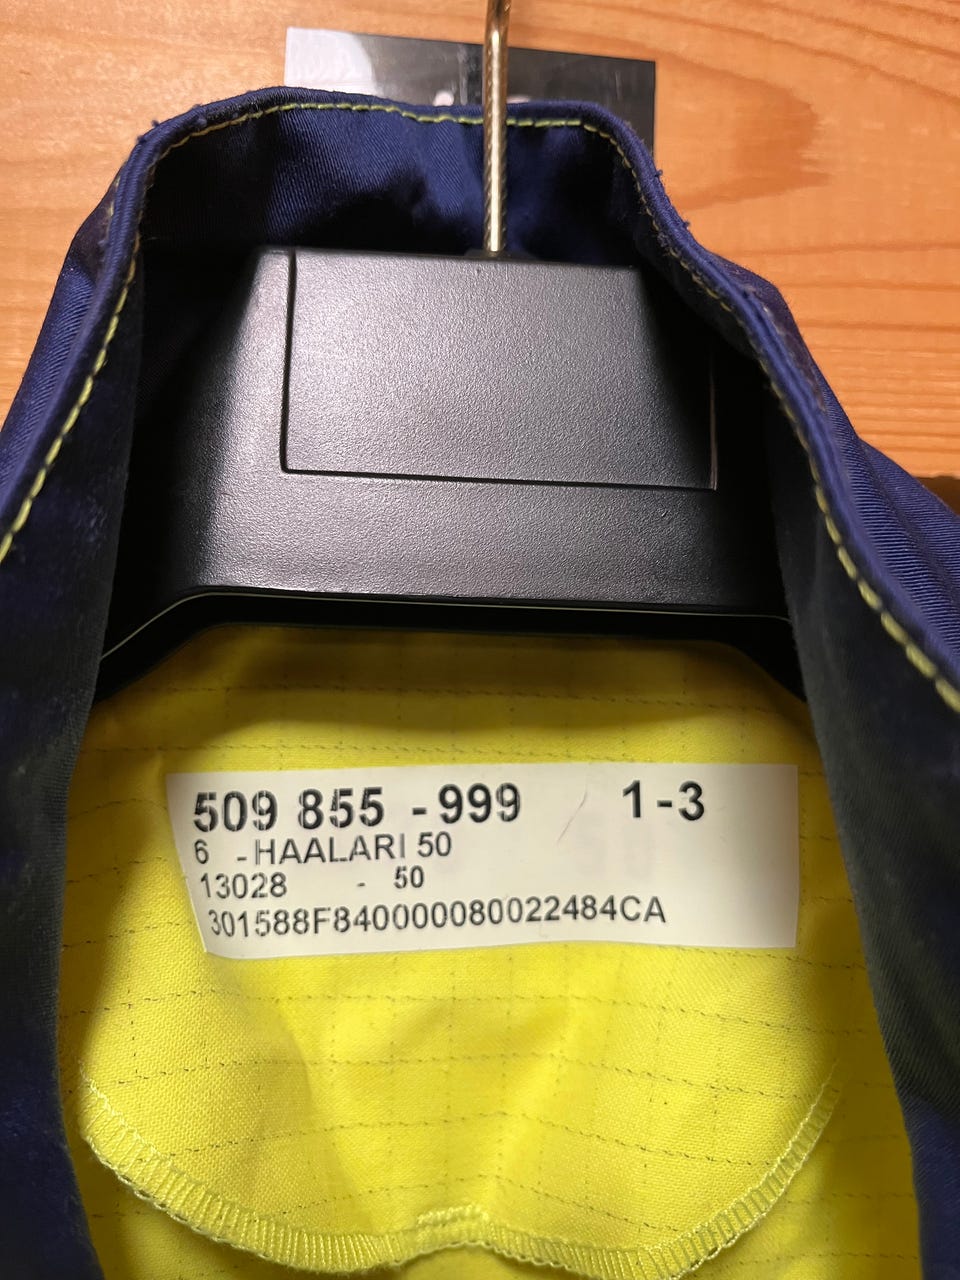 509 855 -999 1-3
6 -HAALARI 50
13028 - 50
301588F840000080022484CA